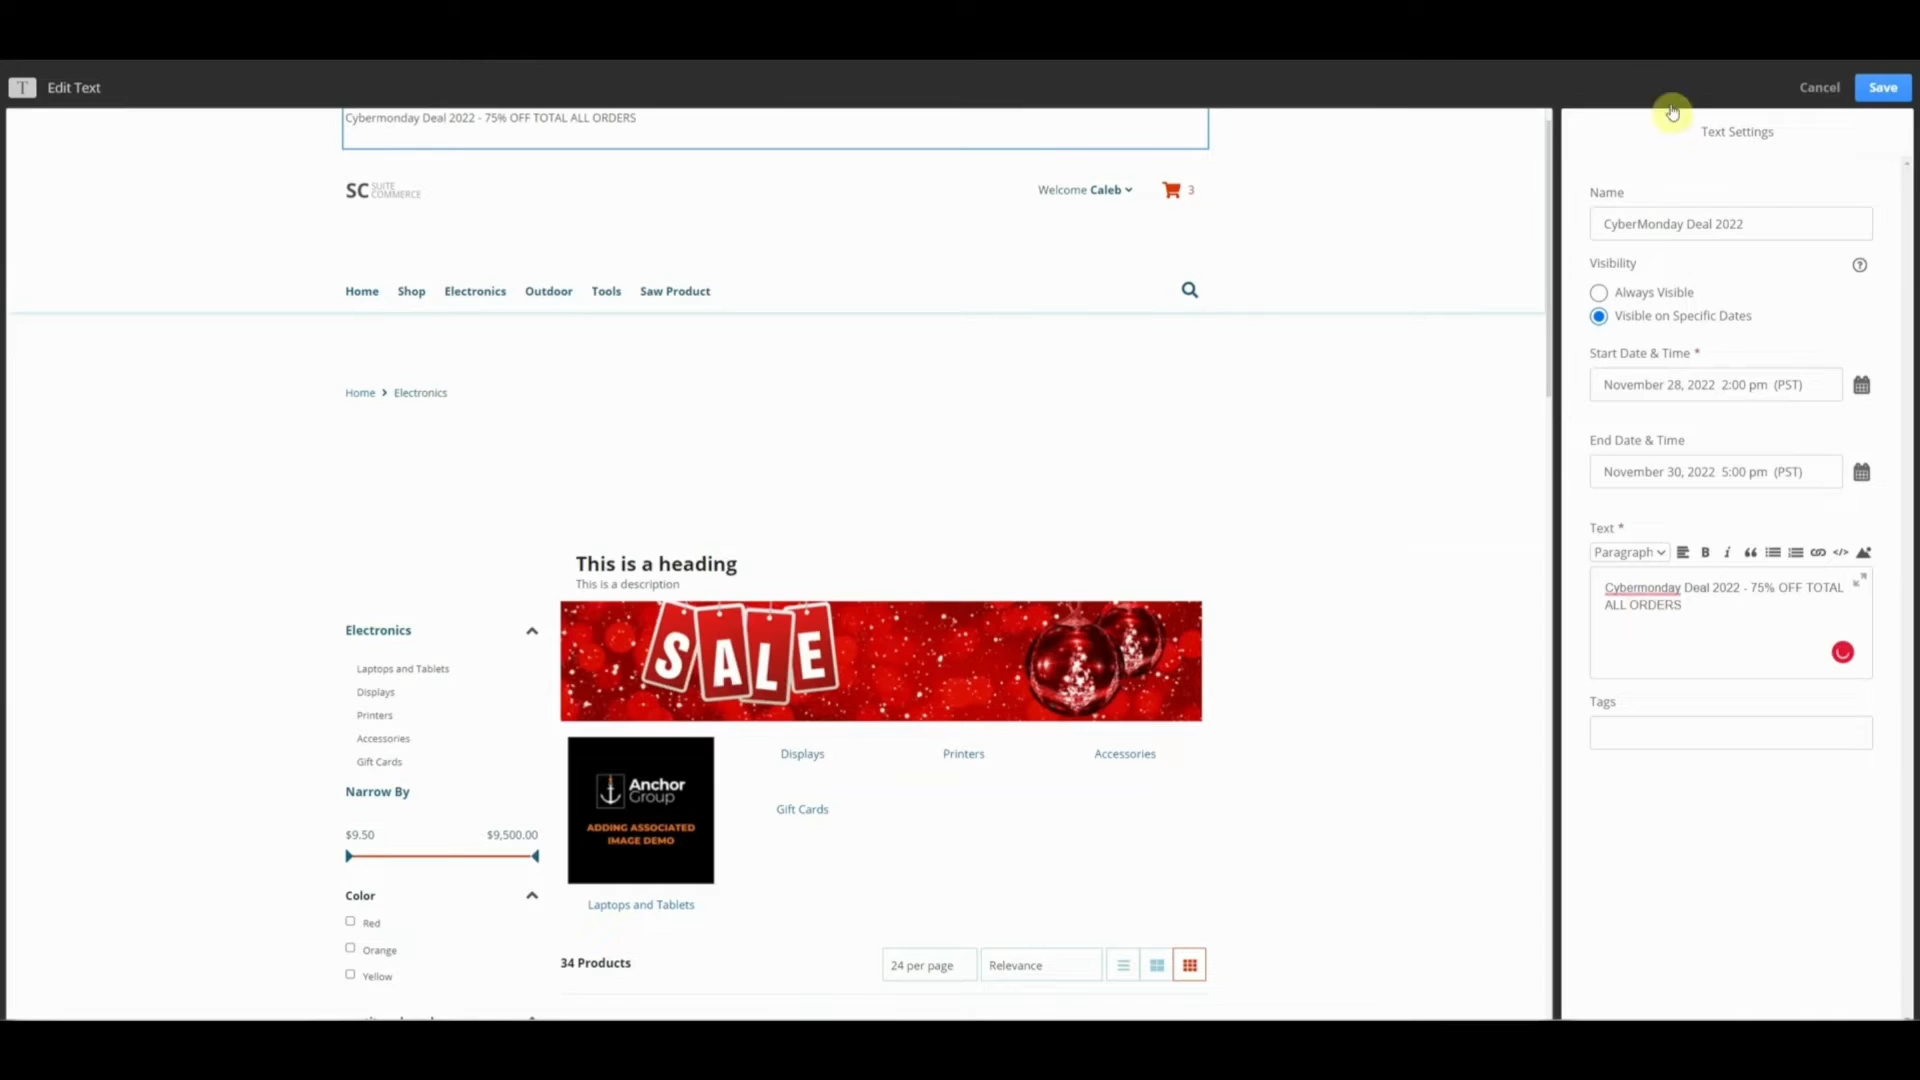 T Edit Text
Cancel
Save
Cybermonday Deal 2022 - 75% OFF TOTAL ALL ORDERS
SC SUITE COMMERCE
Welcome Caleb
3
Home Shop Electronics Outdoor Tools Saw Product
Home Electronics
This is a heading
This is a description
SALE
Electronics
Laptops and Tablets
Displays
Printers
Accessories
Gift Cards
Narrow By
$9.50 $9,500.00
Color
Red
Orange
Yellow
Anchor
Group
ADDING ASSOCIATED
IMAGE DEMO
Laptops and Tablets
Displays
Printers
Accessories
Gift Cards
34 Products
24 per page
Relevance
Text Settings
Name
CyberMonday Deal 2022
Visibility
?
Always Visible
Visible on Specific Dates
Start Date & Time *
November 28, 2022 2:00 pm (PST)
End Date & Time
November 30, 2022 5:00 pm (PST)
Text *
Paragraph B i </>
Cybermonday Deal 2022 - 75% OFF TOTAL
ALL ORDERS
Tags